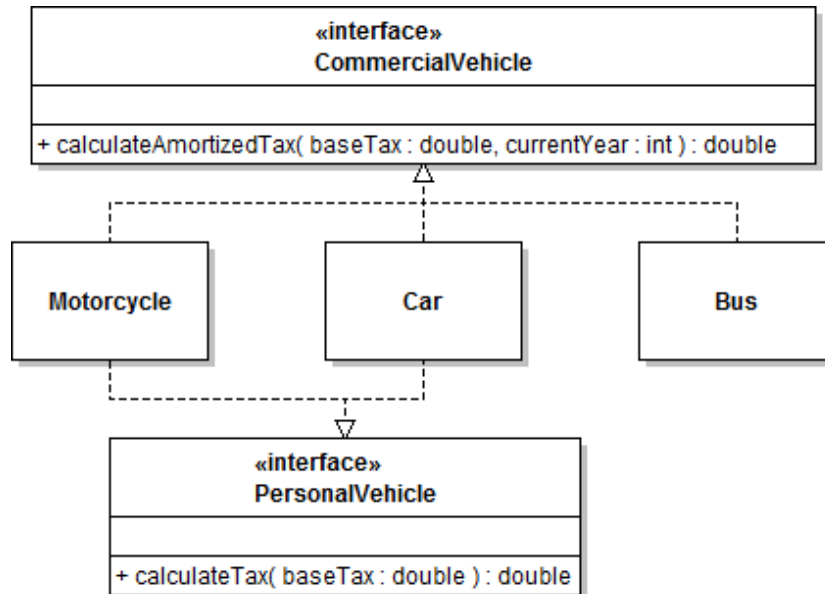 «interface»
CommercialVehicle
+ calculateAmortizedTax( baseTax : double, currentYear : int ) : double
Motorcycle
Car
Bus
«interface»
PersonalVehicle
+ calculateTax( baseTax : double ) : double